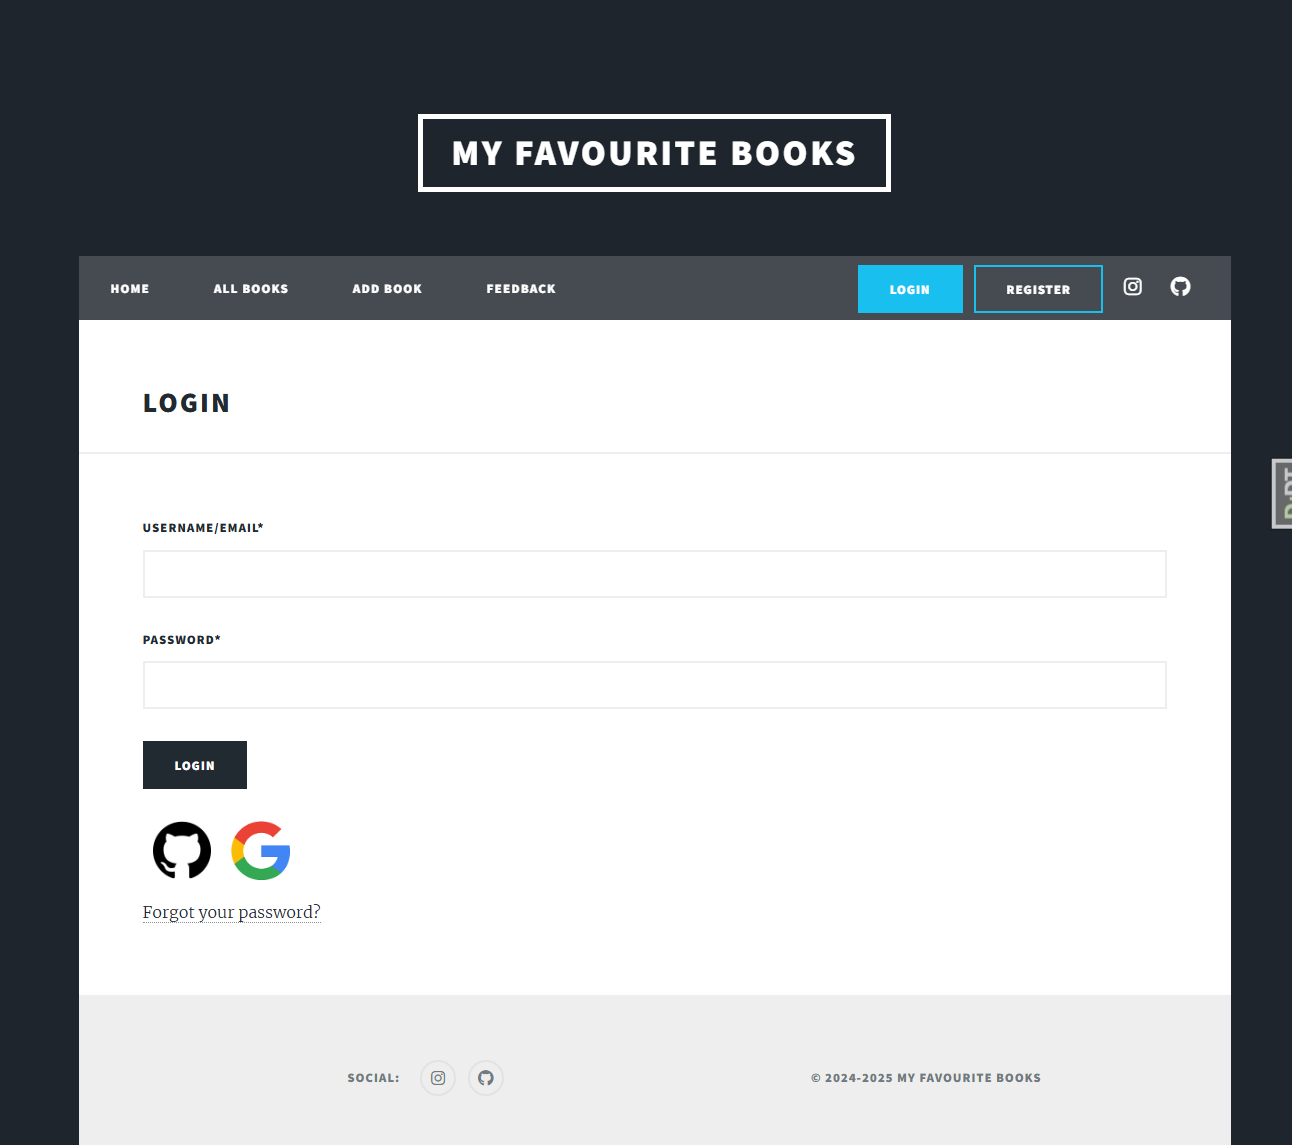 MY FAVOURITE BOOKS
HOME ALL BOOKS ADD BOOK FEEDBACK LOGIN REGISTER
LOGIN
USERNAME/EMAIL*
PASSWORD*
LOGIN
Forgot your password?
SOCIAL: © 2024-2025 MY FAVOURITE BOOKS